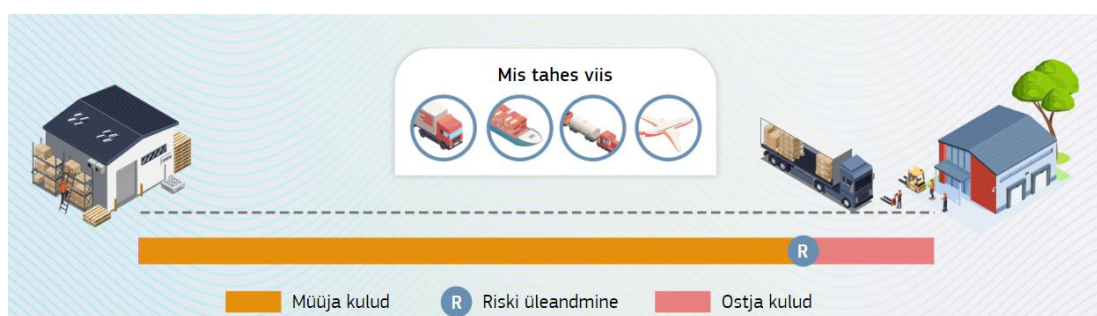 Mis tahes viis
R
Müüja kulud
R
Riski üleandmine
Ostja kulud